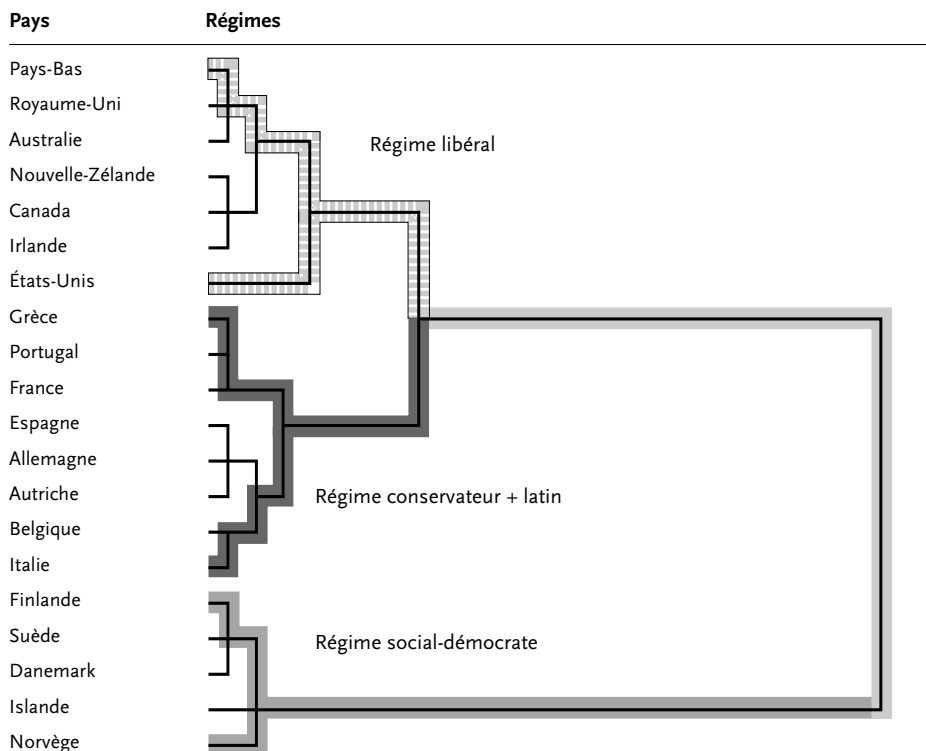 Pays Régimes
Pays-Bas
Royaume-Uni
Australie
Régime libéral
Nouvelle-Zélande
Canada
Irlande
États-Unis
Grèce
Portugal
France
Espagne
Allemagne
Autriche
Régime conservateur + latin
Belgique
Italie
Finlande
Suède
Régime social-démocrate
Danemark
Islande
Norvège